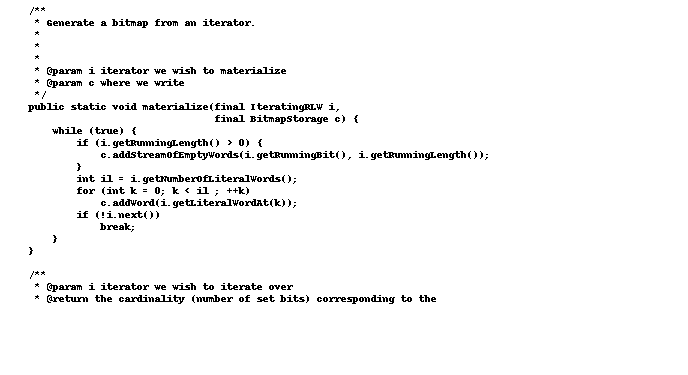 /**
 * Generate a bitmap from an iterator.
 *
 *
 *
 * @param i iterator we wish to materialize
 * @param c where we write
 */
public static void materialize(final IteratingRLW i,
                               final BitmapStorage c) {
    while (true) {
        if (i.getRunningLength() > 0) {
            c.addStreamOfEmptyWords(i.getRunningBit(), i.getRunningLength());
        }
        int il = i.getNumberOfLiteralWords();
        for (int k = 0; k < il ; ++k)
            c.addWord(i.getLiteralWordAt(k));
        if (!i.next())
            break;
    }
}

/**
 * @param i iterator we wish to iterate over
 * @return the cardinality (number of set bits) corresponding to the